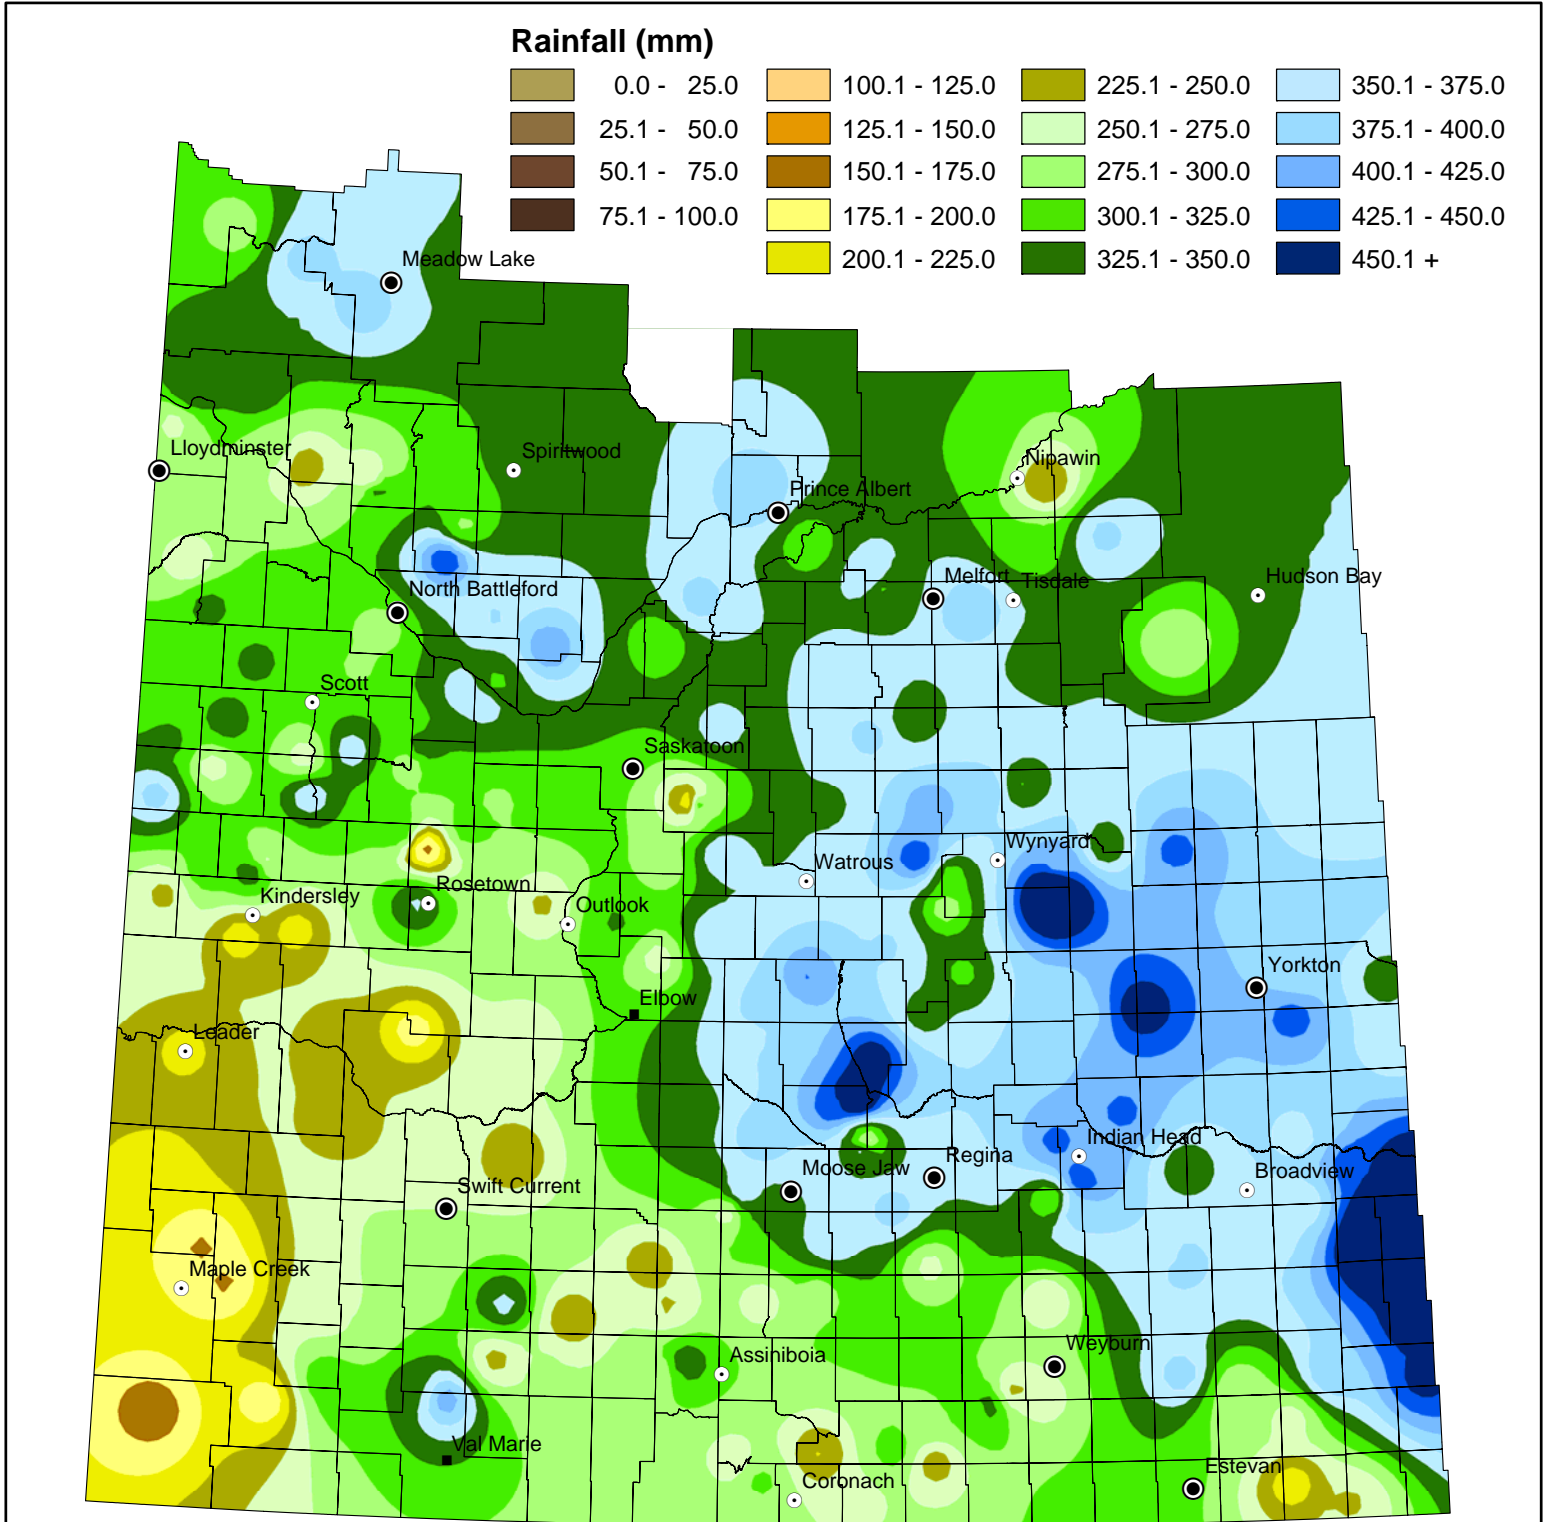 Rainfall (mm)
0.0 - 25.0
25.1 - 50.0
50.1 - 75.0
75.1 - 100.0
100.1 - 125.0
125.1 - 150.0
150.1 - 175.0
175.1 - 200.0
200.1 - 225.0
225.1 - 250.0
250.1 - 275.0
275.1 - 300.0
300.1 - 325.0
325.1 - 350.0
350.1 - 375.0
375.1 - 400.0
400.1 - 425.0
425.1 - 450.0
450.1 +
Meadow Lake
Lloydminster
Spiritwood
Nipawin
Prince Albert
North Battleford
Melfort
Tisdale
Hudson Bay
Scott
Saskatoon
Watrous
Wynyard
Kindersley
Rosetown
Outlook
Yorkton
Elbow
Leader
Indian Head
Moose Jaw
Regina
Broadview
Swift Current
Maple Creek
Assiniboia
Weyburn
Val Marie
Coronach
Estevan